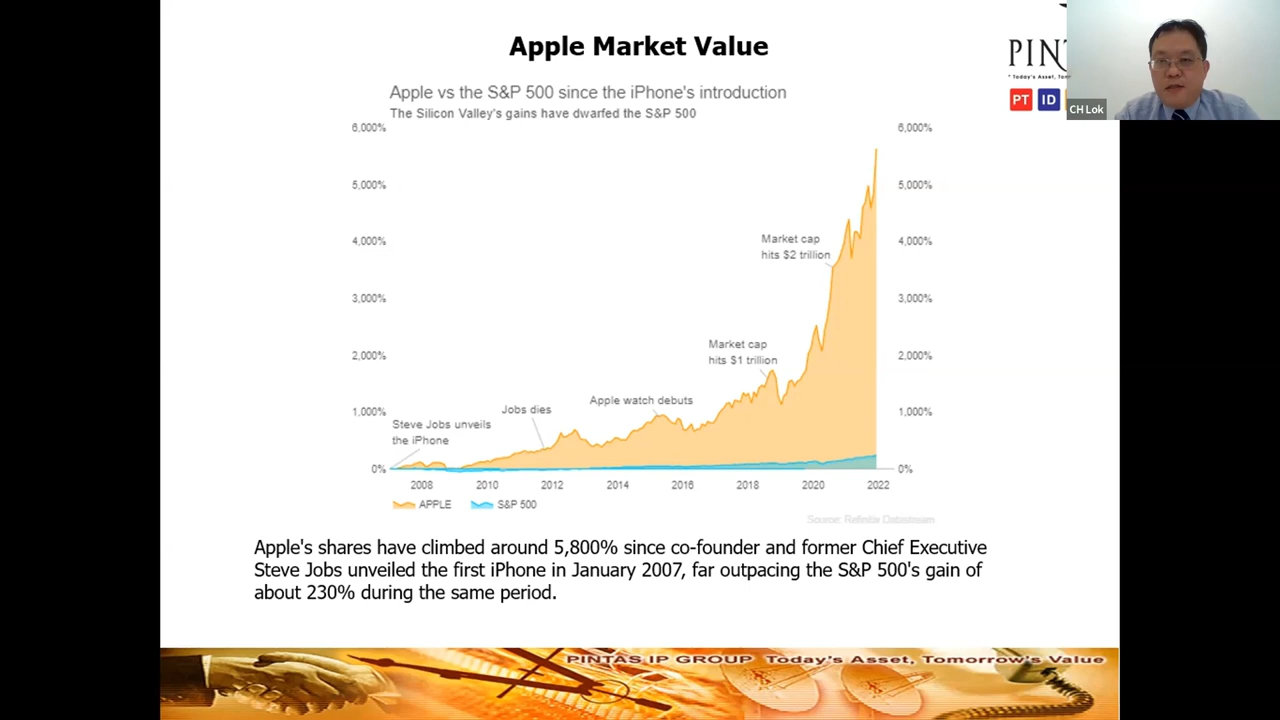 Apple Market Value
PIN
"Today's Asset,
PT ID
CH Lok
Apple vs the S&P 500 since the iPhone's introduction
The Silicon Valley's gains have dwarfed the S&P 500
6,000% 6,000%
5,000% 5,000%
Market cap
hits $2 trillion
4,000% 4,000%
3,000% 3,000%
Market cap
hits $1 trillion
2,000% 2,000%
Apple watch debuts
Jobs dies
1,000% 1,000%
Steve Jobs unveils
the iPhone
0% 0%
2008 2010 2012 2014 2016 2018 2020 2022
APPLE S&P 500
Source: Refinitiv Datastream
Apple's shares have climbed around 5,800% since co-founder and former Chief Executive
Steve Jobs unveiled the first iPhone in January 2007, far outpacing the S&P 500's gain of
about 230% during the same period.
PINTAS IP GROUP Today's Asset, Tomorrow's Value